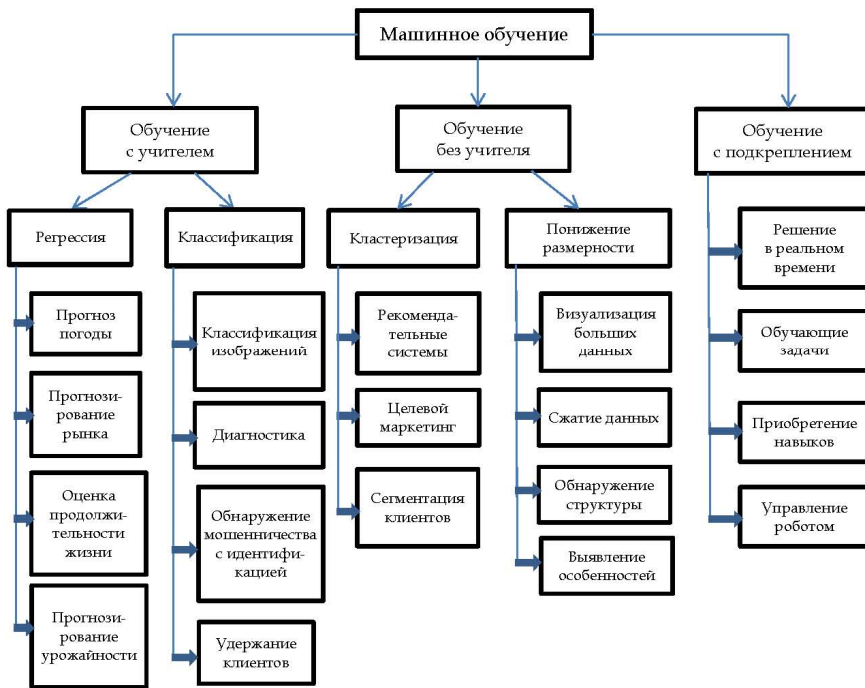 Машинное обучение
Обучение
с учителем
Обучение
без учителя
Обучение
с подкреплением
Регрессия
Классификация
Кластеризация
Понижение
размерности
Прогноз
погоды
Прогнози-
рование
рынка
Оценка
продолжи-
тельности
жизни
Прогнози-
рование
урожайности
Классификация
изображений
Диагностика
Обнаружение
мошенничества
с идентифи-
кацией
Удержание
клиентов
Рекоменда-
тельные
системы
Целевой
маркетинг
Сегментация
клиентов
Визуализация
больших
данных
Сжатие данных
Обнаружение
структуры
Выявление
особенностей
Решение
в реальном
времени
Обучающие
задачи
Приобретение
навыков
Управление
роботом